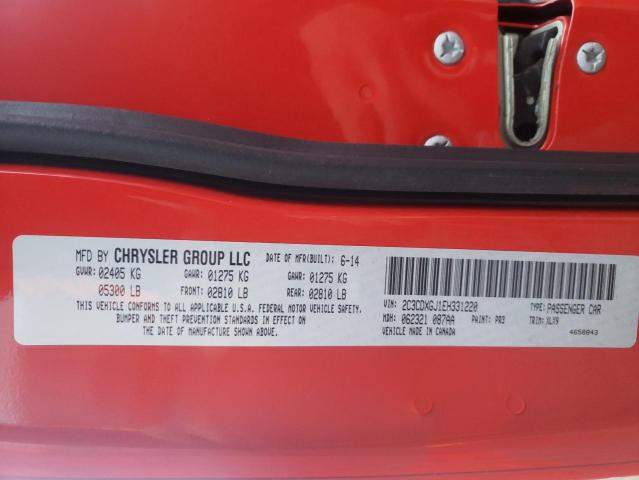 MFD BY CHRYSLER GROUP LLC DATE OF MFR(BUILT): 6-14
GVWR: 02405 KG GAWR: 01275 KG GAWR: 01275 KG
05300 LB FRONT: 02810 LB REAR: 02810 LB
THIS VEHICLE CONFORMS TO ALL APPLICABLE U.S.A. FEDERAL MOTOR VEHICLE SAFETY,
BUMPER AND THEFT PREVENTION STANDARDS IN EFFECT ON
THE DATE OF MANUFACTURE SHOWN ABOVE.
VIN: 2C3CDXGJ1EH331220 TYPE: PASSENGER CAR
MDH: 062321 087AA PAINT: PR3 TRIM: XLX9
VEHICLE MADE IN CANADA 4658043